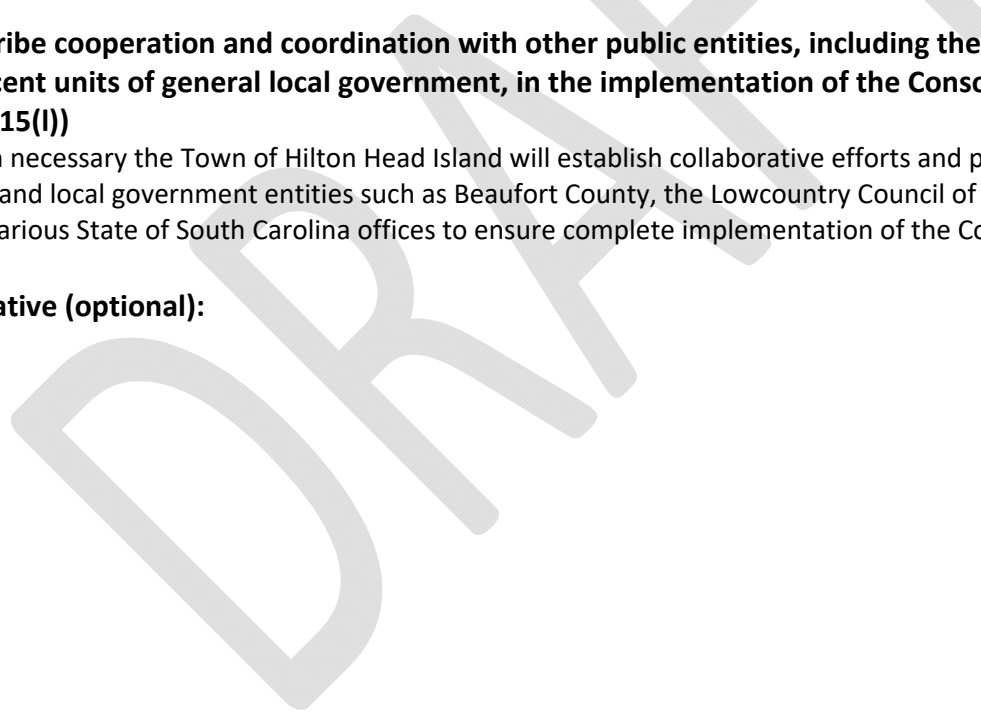 ribe cooperation and coordination with other public entities, including the
cent units of general local government, in the implementation of the Conso
15(l))
n necessary the Town of Hilton Head Island will establish collaborative efforts and p
and local government entities such as Beaufort County, the Lowcountry Council of
arious State of South Carolina offices to ensure complete implementation of the Co
ative (optional):
DRAF